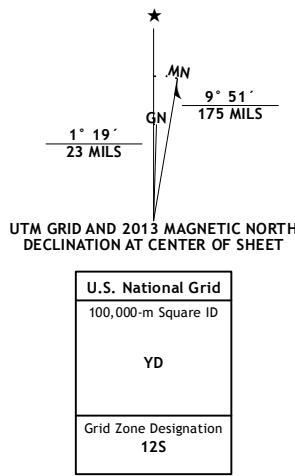 ★
MN
GN
9° 51´
175 MILS
1° 19´
23 MILS
UTM GRID AND 2013 MAGNETIC NORTH
DECLINATION AT CENTER OF SHEET
U.S. National Grid
100,000-m Square ID
YD
Grid Zone Designation
12S